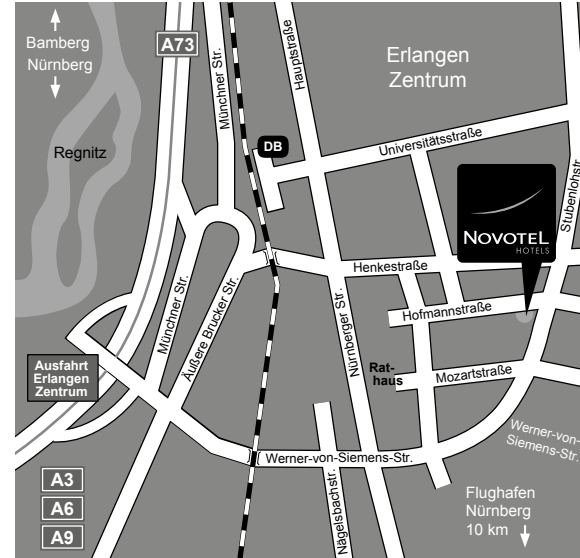 Bamberg
Nürnberg
A73
Münchner Str.
Hauptstraße
Erlangen
Zentrum
DB
Universitätsstraße
Regnitz
Stubenlohstr.
NOVOTEL
HOTELS
Henkestraße
Münchner Str.
Äußere Brucker Str.
Nürnberger Str.
Hofmannstraße
Ausfahrt
Erlangen
Zentrum
Rat-
haus
Mozartstraße
Werner-von-
Siemens-Str.
Werner-von-Siemens-Str.
Nägelsbachstr.
A3
A6
A9
Flughafen
Nürnberg
10 km